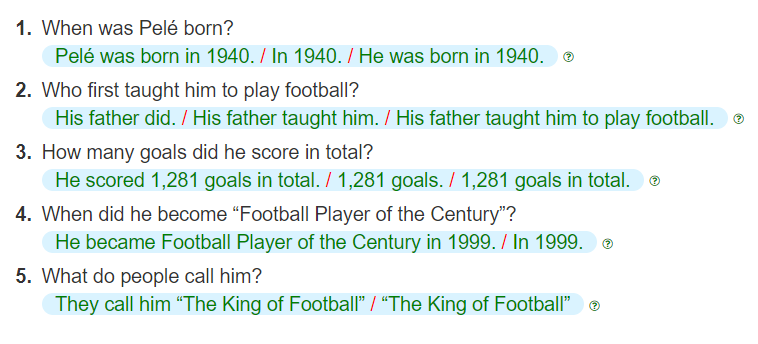 1. When was Pelé born?
Pelé was born in 1940. / In 1940. / He was born in 1940. ?
2. Who first taught him to play football?
His father did. / His father taught him. / His father taught him to play football. ?
3. How many goals did he score in total?
He scored 1,281 goals in total. / 1,281 goals. / 1,281 goals in total. ?
4. When did he become “Football Player of the Century”?
He became Football Player of the Century in 1999. / In 1999. ?
5. What do people call him?
They call him “The King of Football” / “The King of Football” ?